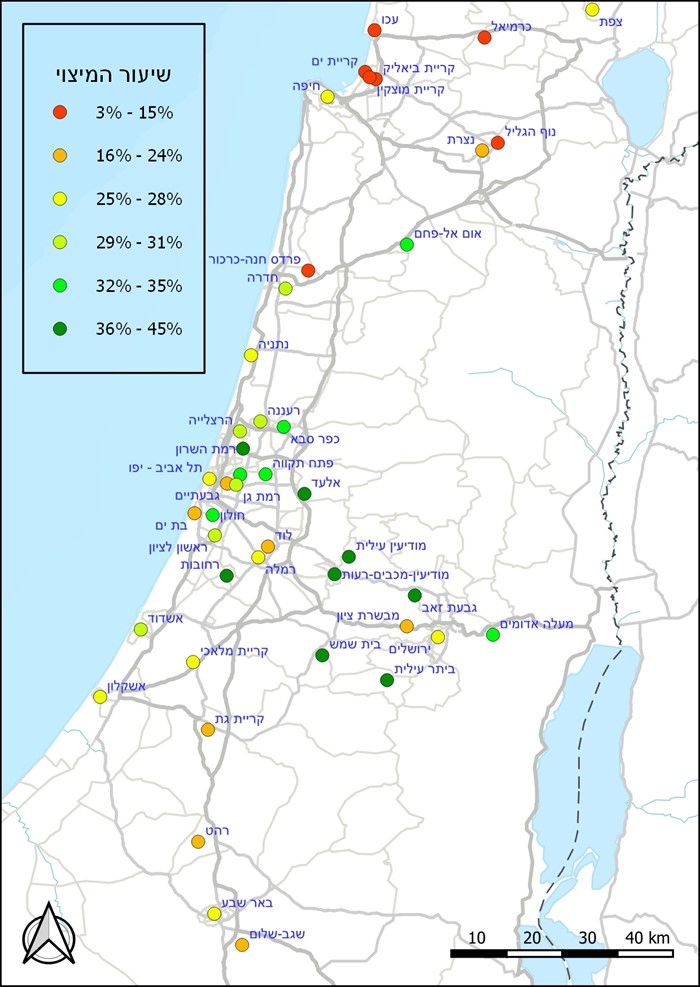 שיעור המיצוי
3% - 15%
16% - 24%
25% - 28%
29% - 31%
32% - 35%
36% - 45%
עכו
כרמיאל
צפת
קריית ים
קריית ביאליק
קריית מוצקין
חיפה
נוף הגליל
נצרת
אום אל-פחם
פרדס חנה-כרכור
חדרה
נתניה
רעננה
הרצלייה
כפר סבא
רמת השרון
פתח תקווה
תל אביב - יפו
אלעד
רמת גן
גבעתיים
חולון
בת ים
לוד
ראשון לציון
מודיעין עילית
רמלה
רחובות
מודיעין-מכבים-רעות
גבעת זאב
מבשרת ציון
מעלה אדומים
אשדוד
בית שמש
ירושלים
קריית מלאכי
ביתר עילית
אשקלון
קריית גת
רהט
באר שבע
שגב-שלום
10 20 30 40 km